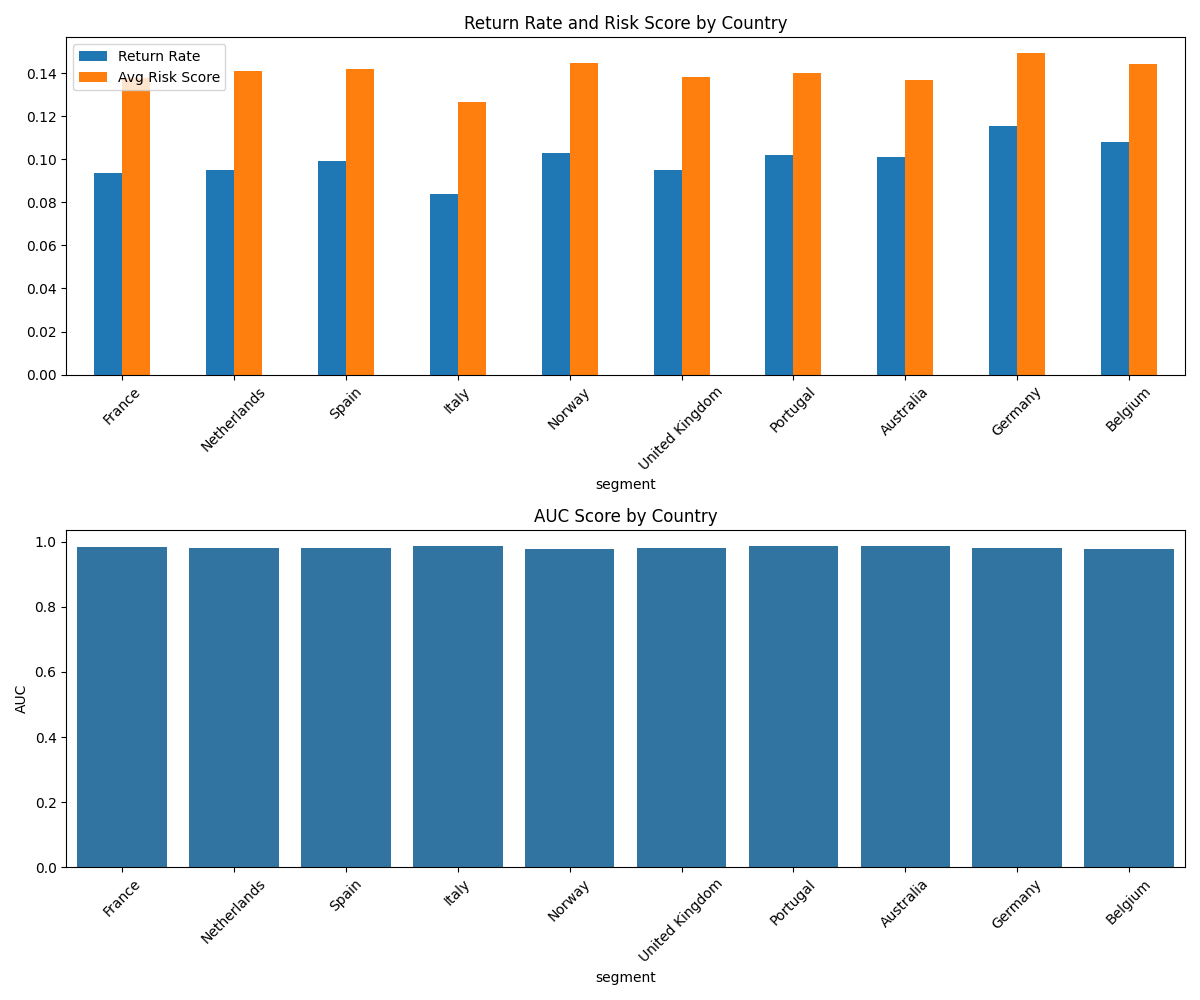 Return Rate and Risk Score by Country
Return Rate
Avg Risk Score
0.14
0.12
0.10
0.08
0.06
0.04
0.02
0.00
France
Netherlands
Spain
Italy
Norway
United Kingdom
Portugal
Australia
Germany
Belgium
segment
AUC Score by Country
AUC
1.0
0.8
0.6
0.4
0.2
0.0
France
Netherlands
Spain
Italy
Norway
United Kingdom
Portugal
Australia
Germany
Belgium
segment